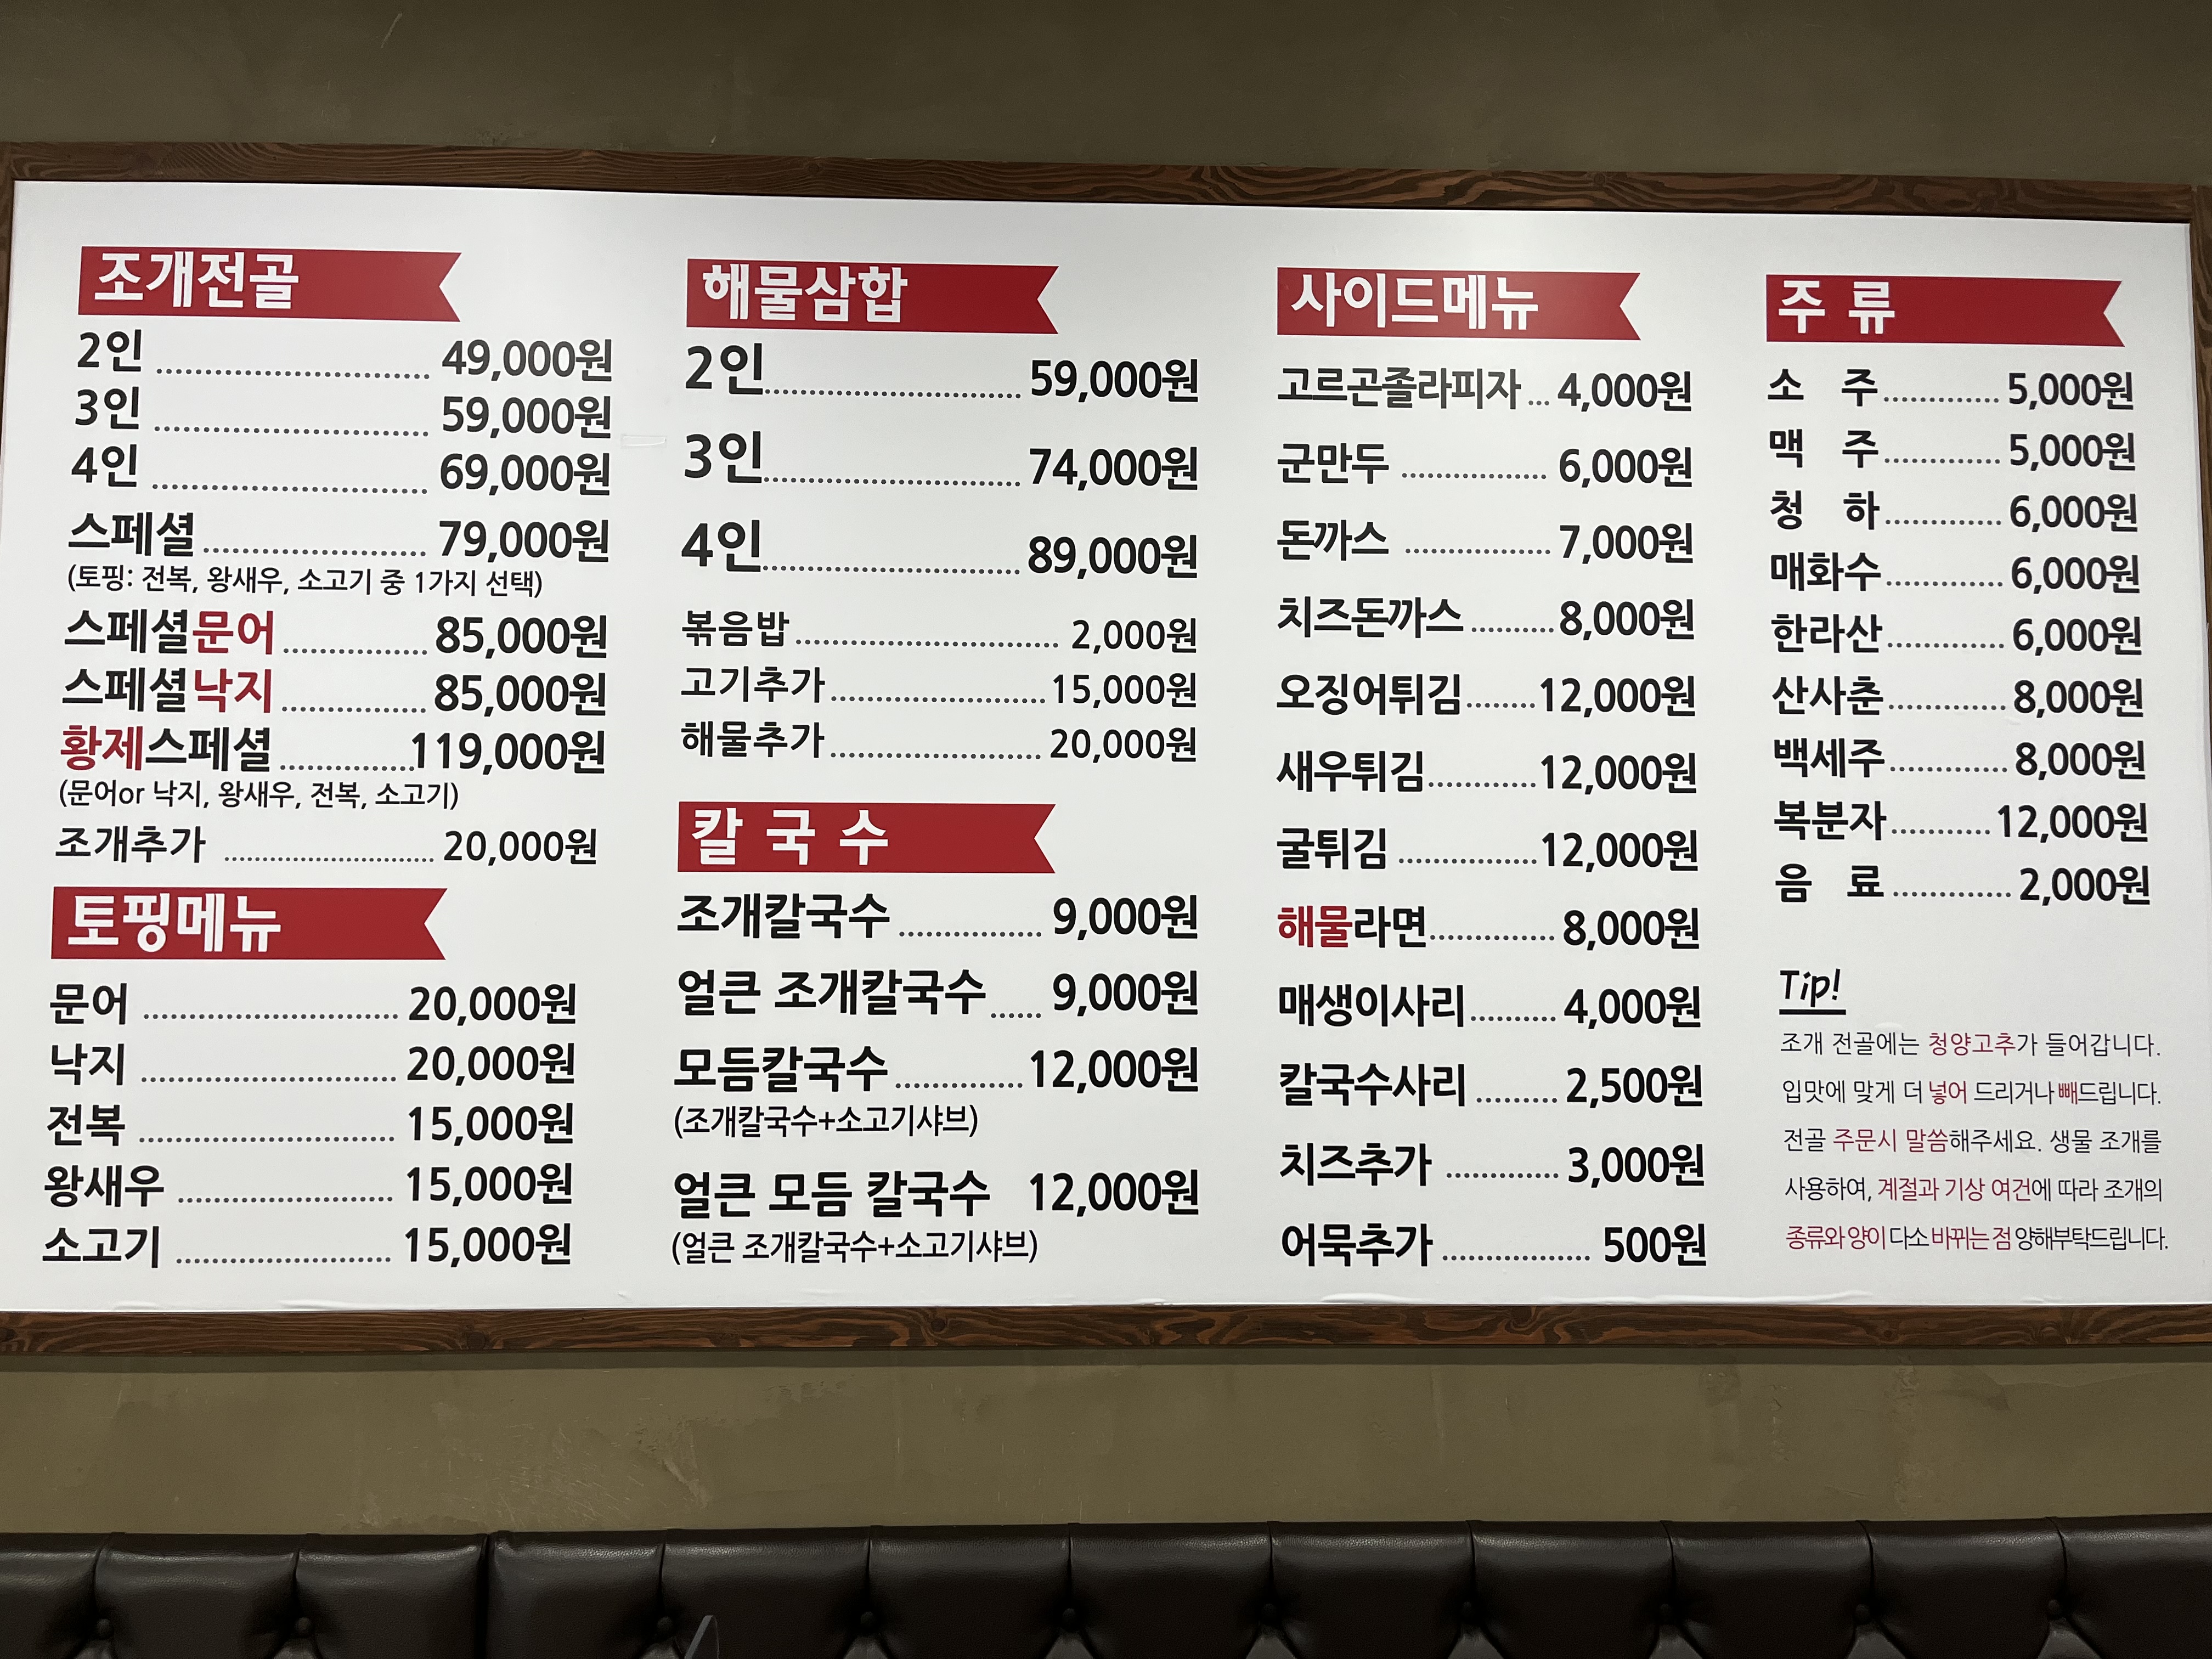 조개전골
2인 49,000원
3인 59,000원
4인 69,000원
스페셜 79,000원
(토핑: 전복, 왕새우, 소고기 중 1가지 선택)
스페셜문어 85,000원
스페셜낙지 85,000원
황제스페셜 119,000원
(문어or 낙지, 왕새우, 전복, 소고기)
조개추가 20,000원
토핑메뉴
문어 20,000원
낙지 20,000원
전복 15,000원
왕새우 15,000원
소고기 15,000원
해물삼합
2인 59,000원
3인 74,000원
4인 89,000원
볶음밥 2,000원
고기추가 15,000원
해물추가 20,000원
칼 국 수
조개칼국수 9,000원
얼큰 조개칼국수 9,000원
모듬칼국수 12,000원
(조개칼국수+소고기샤브)
얼큰 모듬 칼국수 12,000원
(얼큰 조개칼국수+소고기샤브)
사이드메뉴
고르곤졸라피자 4,000원
군만두 6,000원
돈까스 7,000원
치즈돈까스 8,000원
오징어튀김 12,000원
새우튀김 12,000원
굴튀김 12,000원
해물라면 8,000원
매생이사리 4,000원
칼국수사리 2,500원
치즈추가 3,000원
어묵추가 500원
주 류
소 주 5,000원
맥 주 5,000원
청 하 6,000원
매화수 6,000원
한라산 6,000원
산사춘 8,000원
백세주 8,000원
복분자 12,000원
음 료 2,000원
Tip!
조개 전골에는 청양고추가 들어갑니다.
입맛에 맞게 더 넣어 드리거나 빼드립니다.
전골 주문시 말씀해주세요. 생물 조개를
사용하여, 계절과 기상 여건에 따라 조개의
종류와 양이 다소 바뀌는 점 양해부탁드립니다.